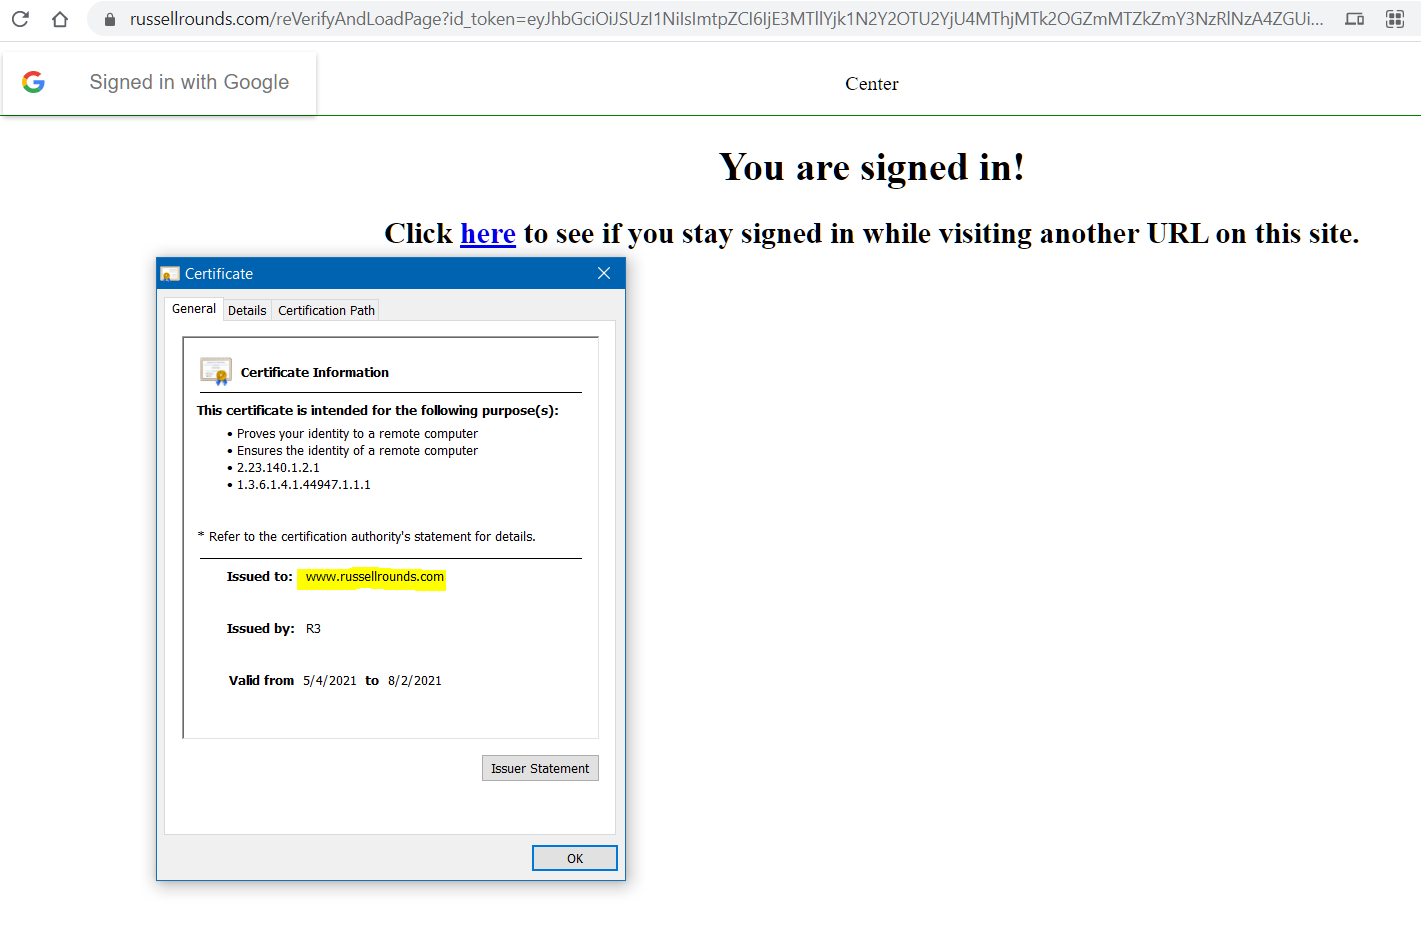 russellrounds.com/reVerifyAndLoadPage?id_token=eyJhbGciOiJSUzI1NiIsImtpZCI6IjE3MTllYjk1N2Y2OTU2YjU4MThjMTk2OGZmMTZkZmY3NzRlNzA4ZGUi...
Signed in with Google
Center
You are signed in!
Click here to see if you stay signed in while visiting another URL on this site.
Certificate
General Details Certification Path
Certificate Information
This certificate is intended for the following purpose(s):
• Proves your identity to a remote computer
• Ensures the identity of a remote computer
• 2.23.140.1.2.1
• 1.3.6.1.4.1.44947.1.1.1
* Refer to the certification authority's statement for details.
Issued to: www.russellrounds.com
Issued by: R3
Valid from 5/4/2021 to 8/2/2021
Issuer Statement
OK